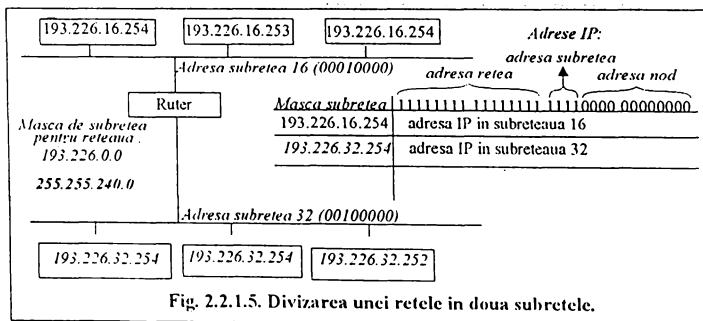 193.226.16.254 193.226.16.253 193.226.16.254
Adrese IP:
adresa subretea
Adresa subretea 16 (00010000)
adresa retea
adresa nod
Ruter
Masca subretea 11111111 11111111 11110000 00000000
193.226.16.254 adresa IP in subreteaua 16
193.226.32.254 adresa IP in subreteaua 32
Masca de subretea
pentru reteaua :
193.226.0.0
255.255.240.0
Adresa subretea 32 (00100000)
193.226.32.254 193.226.32.254 193.226.32.252
Fig. 2.2.1.5. Divizarea unei retele in doua subretele.